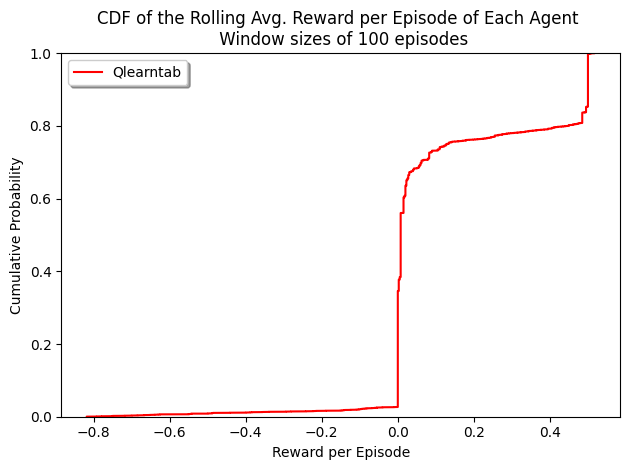 CDF of the Rolling Avg. Reward per Episode of Each Agent
Window sizes of 100 episodes
Qlearntab
Cumulative Probability
1.0
0.8
0.6
0.4
0.2
0.0
−0.8 −0.6 −0.4 −0.2 0.0 0.2 0.4
Reward per Episode